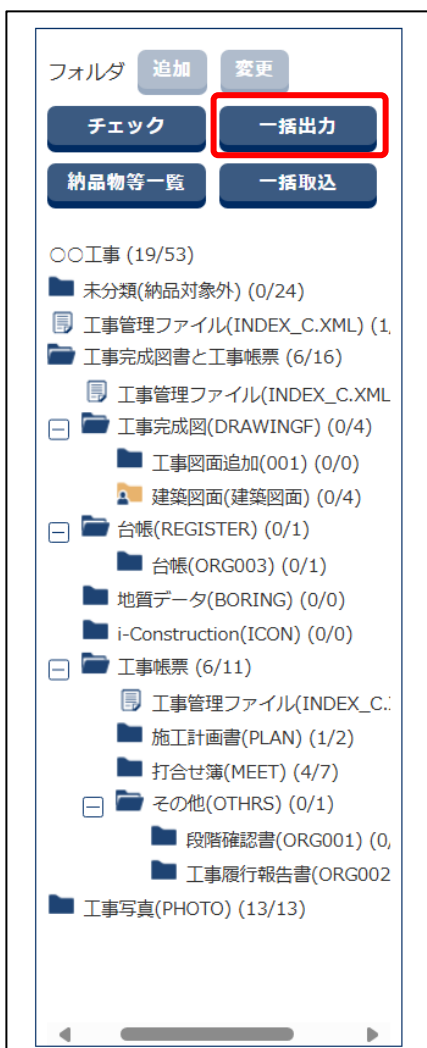 フォルダ 追加 変更
チェック 一括出力
納品物等一覧 一括取込
○○工事 (19/53)
未分類(納品対象外) (0/24)
工事管理ファイル(INDEX_C.XML) (1,
工事完成図書と工事帳票 (6/16)
工事管理ファイル(INDEX_C.XML
工事完成図(DRAWINGF) (0/4)
工事図面追加(001) (0/0)
建築図面(建築図面) (0/4)
台帳(REGISTER) (0/1)
台帳(ORG003) (0/1)
地質データ(BORING) (0/0)
i-Construction(ICON) (0/0)
工事帳票 (6/11)
工事管理ファイル(INDEX_C.
施工計画書(PLAN) (1/2)
打合せ簿(MEET) (4/7)
その他(OTHRS) (0/1)
段階確認書(ORG001) (0,
工事履行報告書(ORG002
工事写真(PHOTO) (13/13)